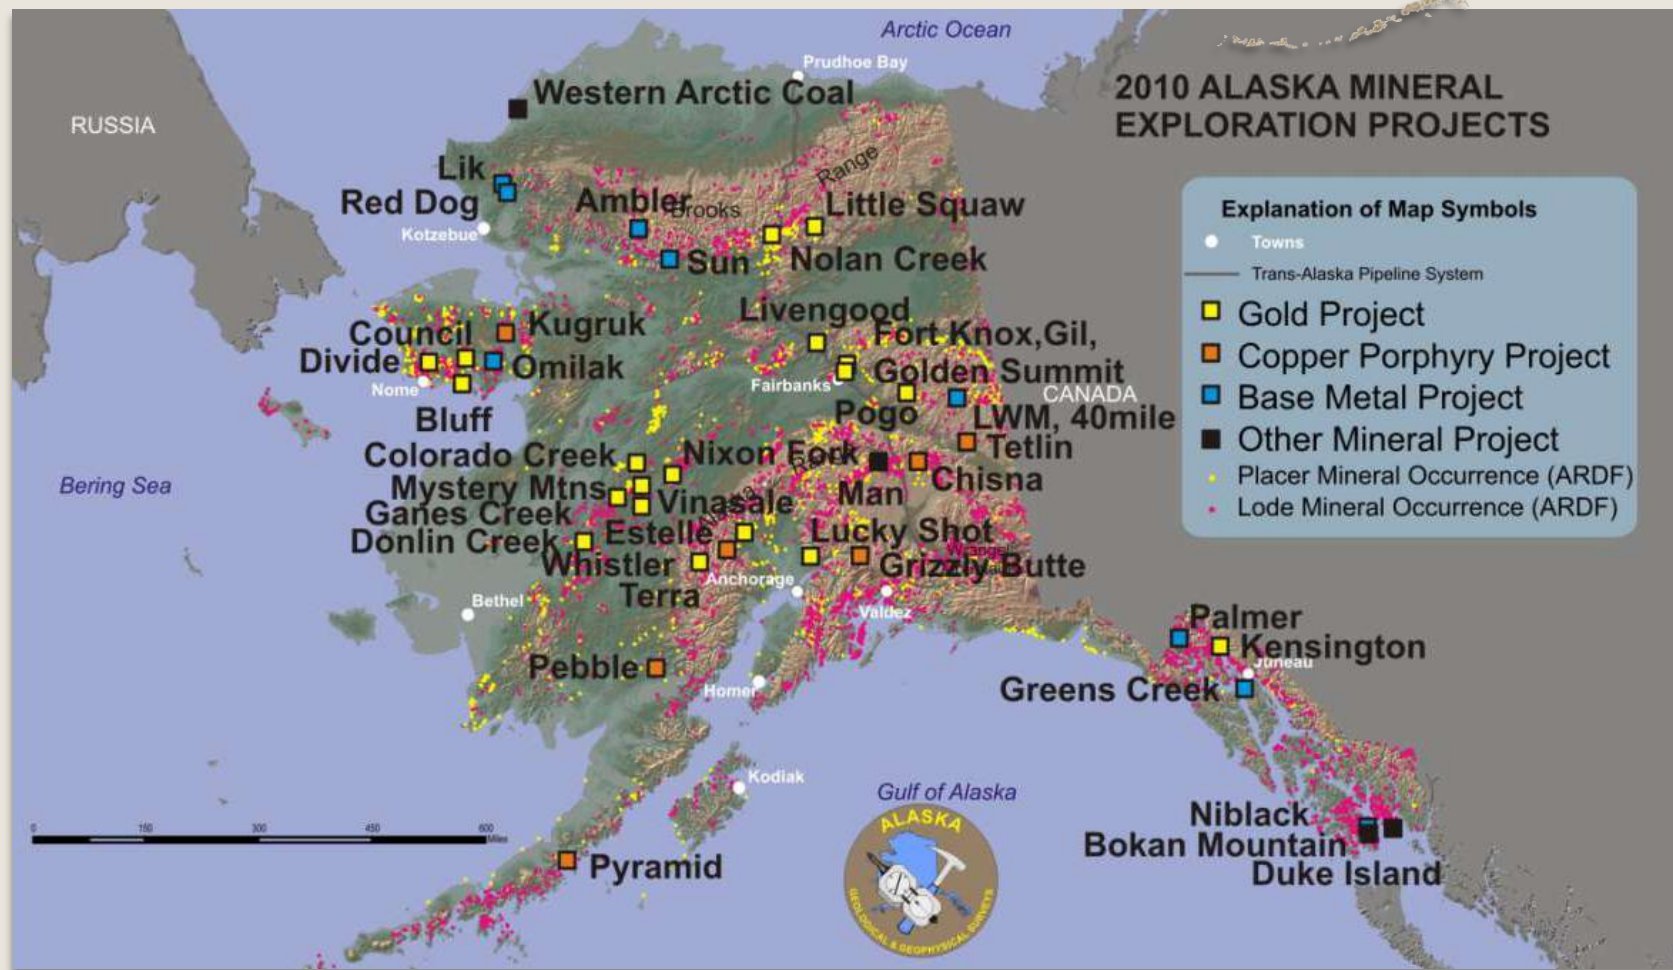 Arctic Ocean
Prudhoe Bay
2010 ALASKA MINERAL
EXPLORATION PROJECTS
Western Arctic Coal
RUSSIA
Range
Lik
Red Dog
Ambler
Brooks
Little Squaw
Kotzebue
Sun
Nolan Creek
Explanation of Map Symbols
Towns
Trans-Alaska Pipeline System
Gold Project
Copper Porphyry Project
Base Metal Project
Other Mineral Project
Placer Mineral Occurrence (ARDF)
Lode Mineral Occurrence (ARDF)
Livengood
Council
Kugruk
Fort Knox,Gil,
Divide
Omilak
Golden Summit
Nome
Fairbanks
CANADA
Bluff
Pogo
LWM, 40mile
Colorado Creek
Nixon Fork
Tetlin
Bering Sea
Mystery Mtns
Chisna
Vinasale
Man
Ganes Creek
Donlin Creek
Estelle
Lucky Shot
Whistler
Anchorage
Grizzly Butte
Terra
Bethel
Valdez
Palmer
Kensington
Juneau
Pebble
Homer
Greens Creek
Kodiak
Gulf of Alaska
0 150 300 450 600
Miles
Niblack
Bokan Mountain
Duke Island
Pyramid
ALASKA
GEOLOGICAL & GEOPHYSICAL SURVEYS